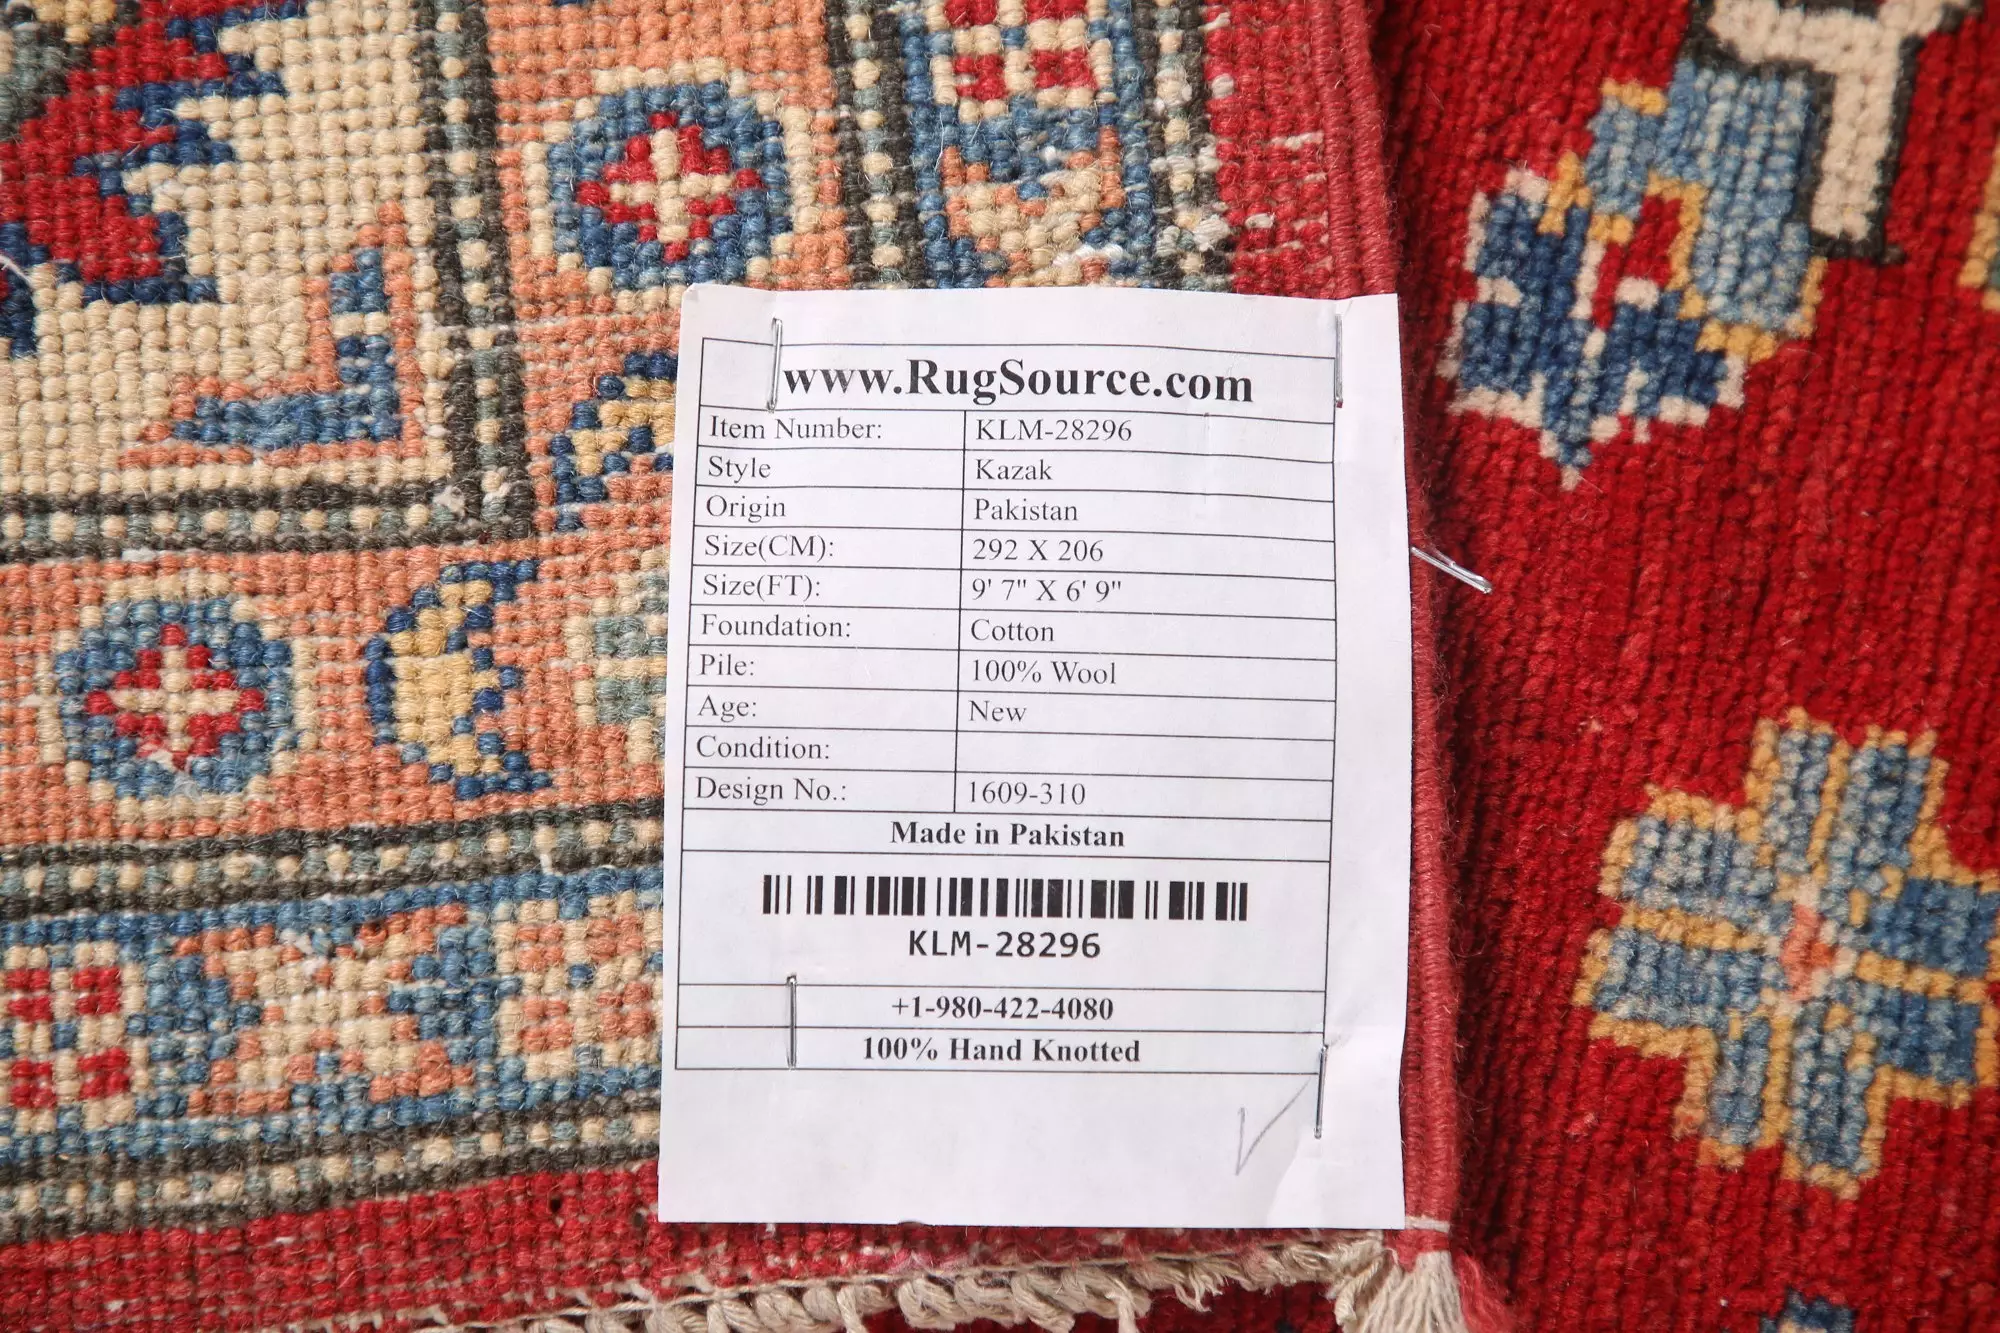 www.RugSource.com
Item Number: KLM-28296
Style Kazak
Origin Pakistan
Size(CM): 292 X 206
Size(FT): 9' 7" X 6' 9"
Foundation: Cotton
Pile: 100% Wool
Age: New
Condition:
Design No.: 1609-310
Made in Pakistan
KLM-28296
+1-980-422-4080
100% Hand Knotted